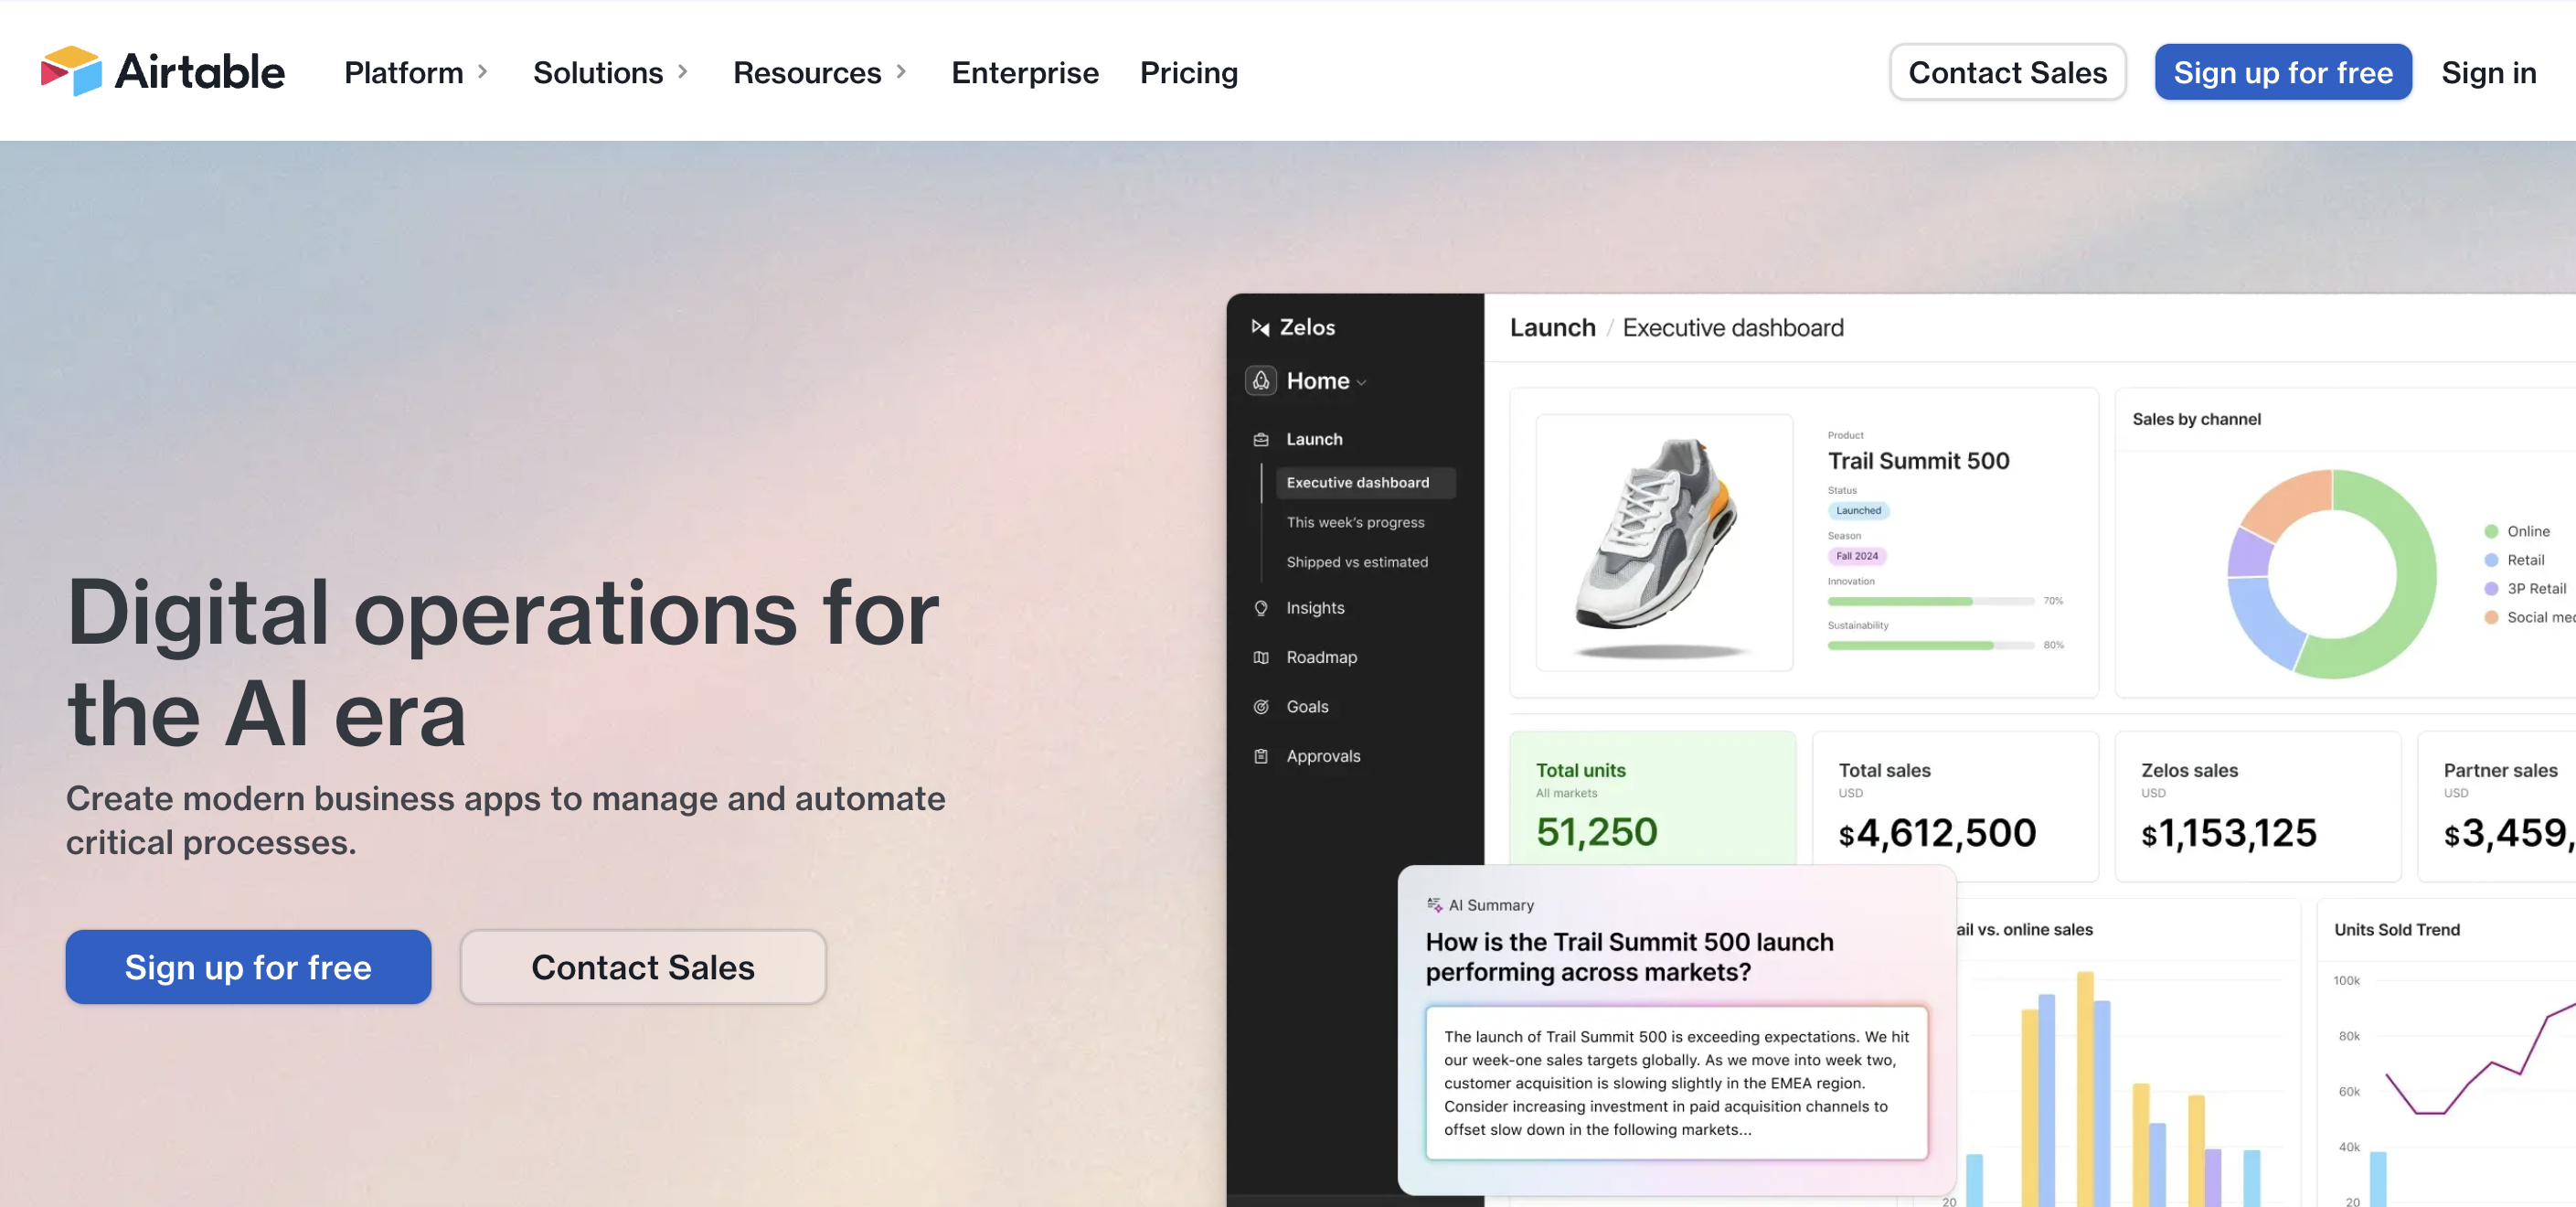 Airtable
Platform
Solutions
Resources
Enterprise
Pricing
Contact Sales
Sign up for free
Sign in
Digital operations for
the AI era
Create modern business apps to manage and automate
critical processes.
Sign up for free
Contact Sales
Zelos
Home
Launch
Executive dashboard
This week's progress
Shipped vs estimated
Insights
Roadmap
Goals
Approvals
Launch / Executive dashboard
Product
Trail Summit 500
Status
Launched
Season
Fall 2024
Innovation
70%
Sustainability
80%
Sales by channel
Online
Retail
3P Retail
Social
Total units
All markets
51,250
Total sales
USD
$4,612,500
Zelos sales
USD
$1,153,125
Partner sales
USD
$3,459,
AI Summary
How is the Trail Summit 500 launch
performing across markets?
The launch of Trail Summit 500 is exceeding expectations. We hit
our week-one sales targets globally. As we move into week two,
customer acquisition is slowing slightly in the EMEA region.
Consider increasing investment in paid acquisition channels to
offset slow down in the following markets...
ail vs. online sales
20
Units Sold Trend
100k
80k
60k
40k
20